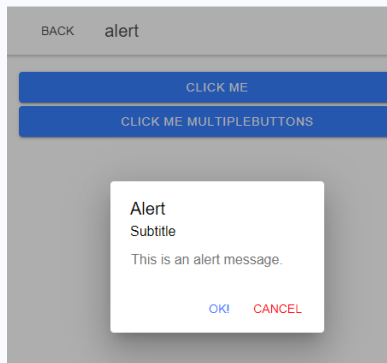 BACK alert
CLICK ME
CLICK ME MULTIPLEBUTTONS
Alert
Subtitle
This is an alert message.
OK! CANCEL